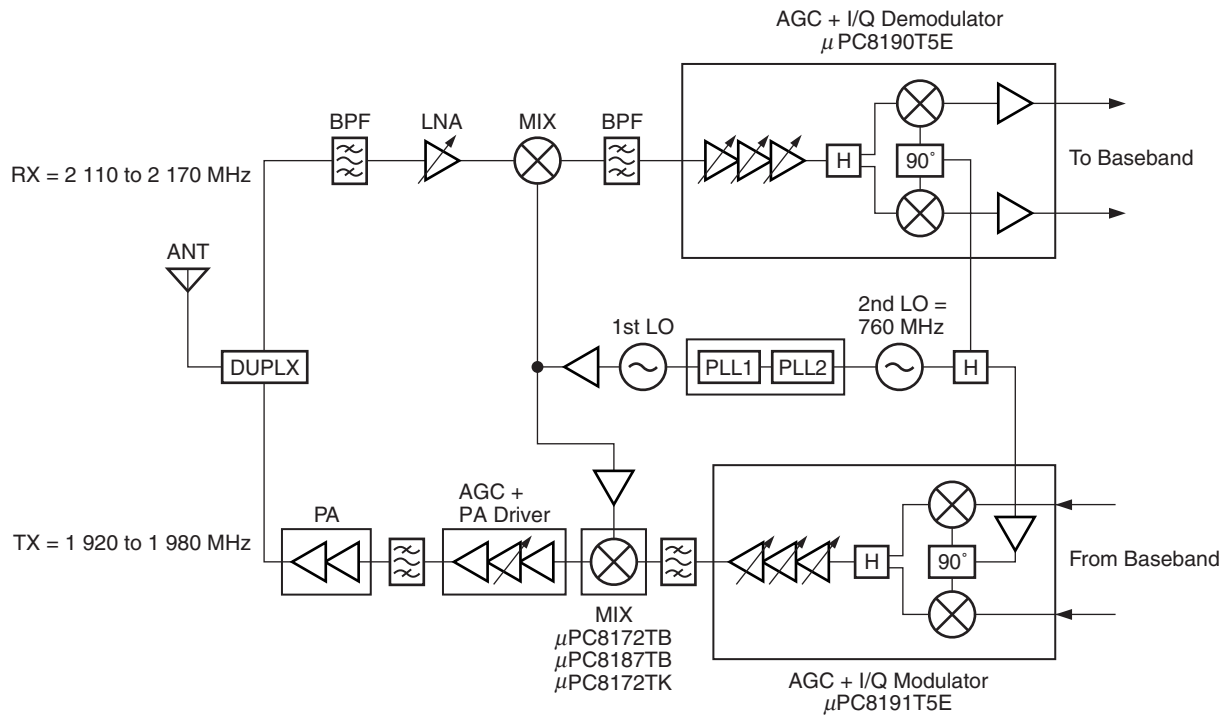 AGC + I/Q Demodulator
μPC8190T5E
BPF
LNA
MIX
BPF
H
90°
To Baseband
RX = 2 110 to 2 170 MHz
ANT
DUPLX
1st LO
PLL1
PLL2
2nd LO =
760 MHz
H
TX = 1 920 to 1 980 MHz
PA
AGC +
PA Driver
MIX
μPC8172TB
μPC8187TB
μPC8172TK
H
90°
From Baseband
AGC + I/Q Modulator
μPC8191T5E